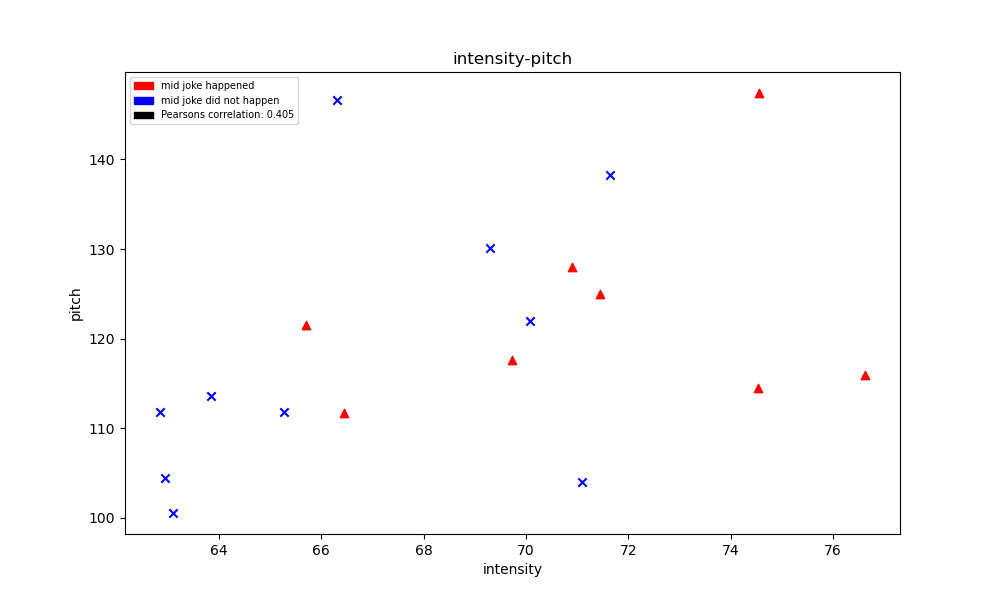 intensity-pitch
mid joke happened
mid joke did not happen
Pearsons correlation: 0.405
140
130
120
110
100
pitch
64 66 68 70 72 74 76
intensity